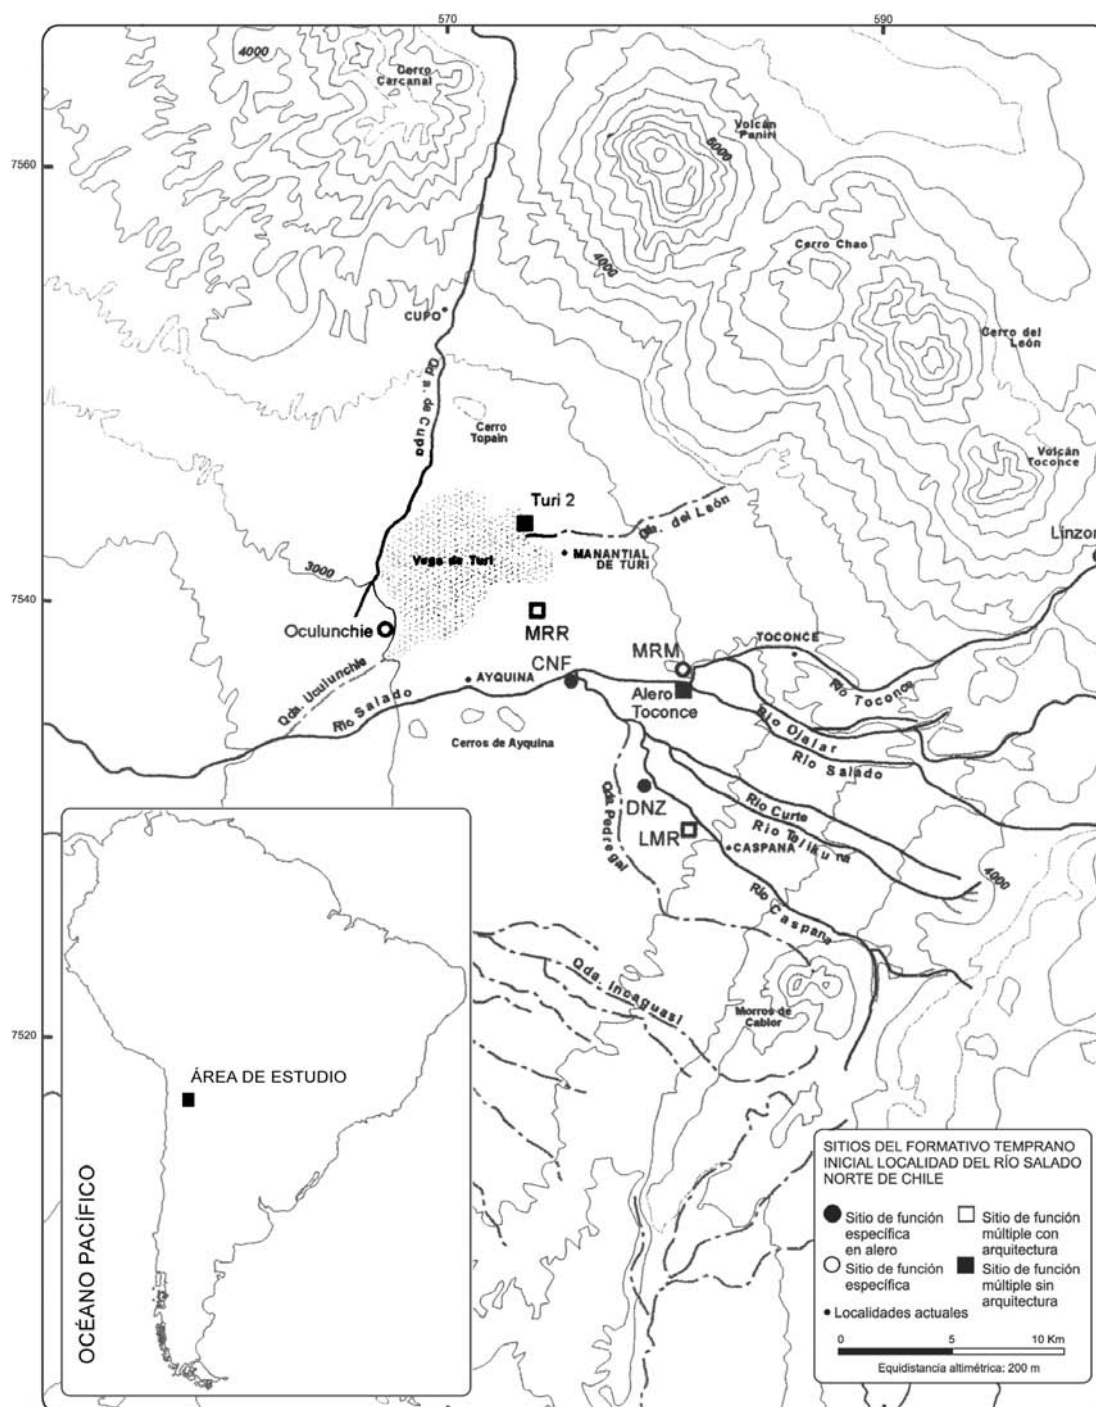 570
590
4000
Cerro
Carcanal
Volcán
Paniri
5000
7560
4000
Cerro Chao
CUPO
Cerro del
León
Qda. de Cupo
Cerro
Topaín
Volcán
Toconce
Turi 2
Qda. del León
Linzor
Vega de Turi
MANANTIAL
DE TURI
3000
7540
Oculunchie
MRR
MRM
TOCONCE
CNF
Río Toconce
AYQUINA
Alero
Toconce
Qda. Uculunchie
Río Salado
Río Ojalar
Cerros de Ayquina
Río Salado
Qda. Pedregal
DNZ
Río Curte
Río Talikuna
LMR
CASPANA
4000
Río Caspana
Qda. Incaguasi
Morros de
Cablor
7520
ÁREA DE ESTUDIO
OCÉANO PACÍFICO
SITIOS DEL FORMATIVO TEMPRANO
INICIAL LOCALIDAD DEL RÍO SALADO
NORTE DE CHILE
Sitio de función
específica
en alero
Sitio de función
múltiple con
arquitectura
Sitio de función
específica
Sitio de función
múltiple sin
arquitectura
Localidades actuales
0
5
10 Km
Equidistancia altimétrica: 200 m